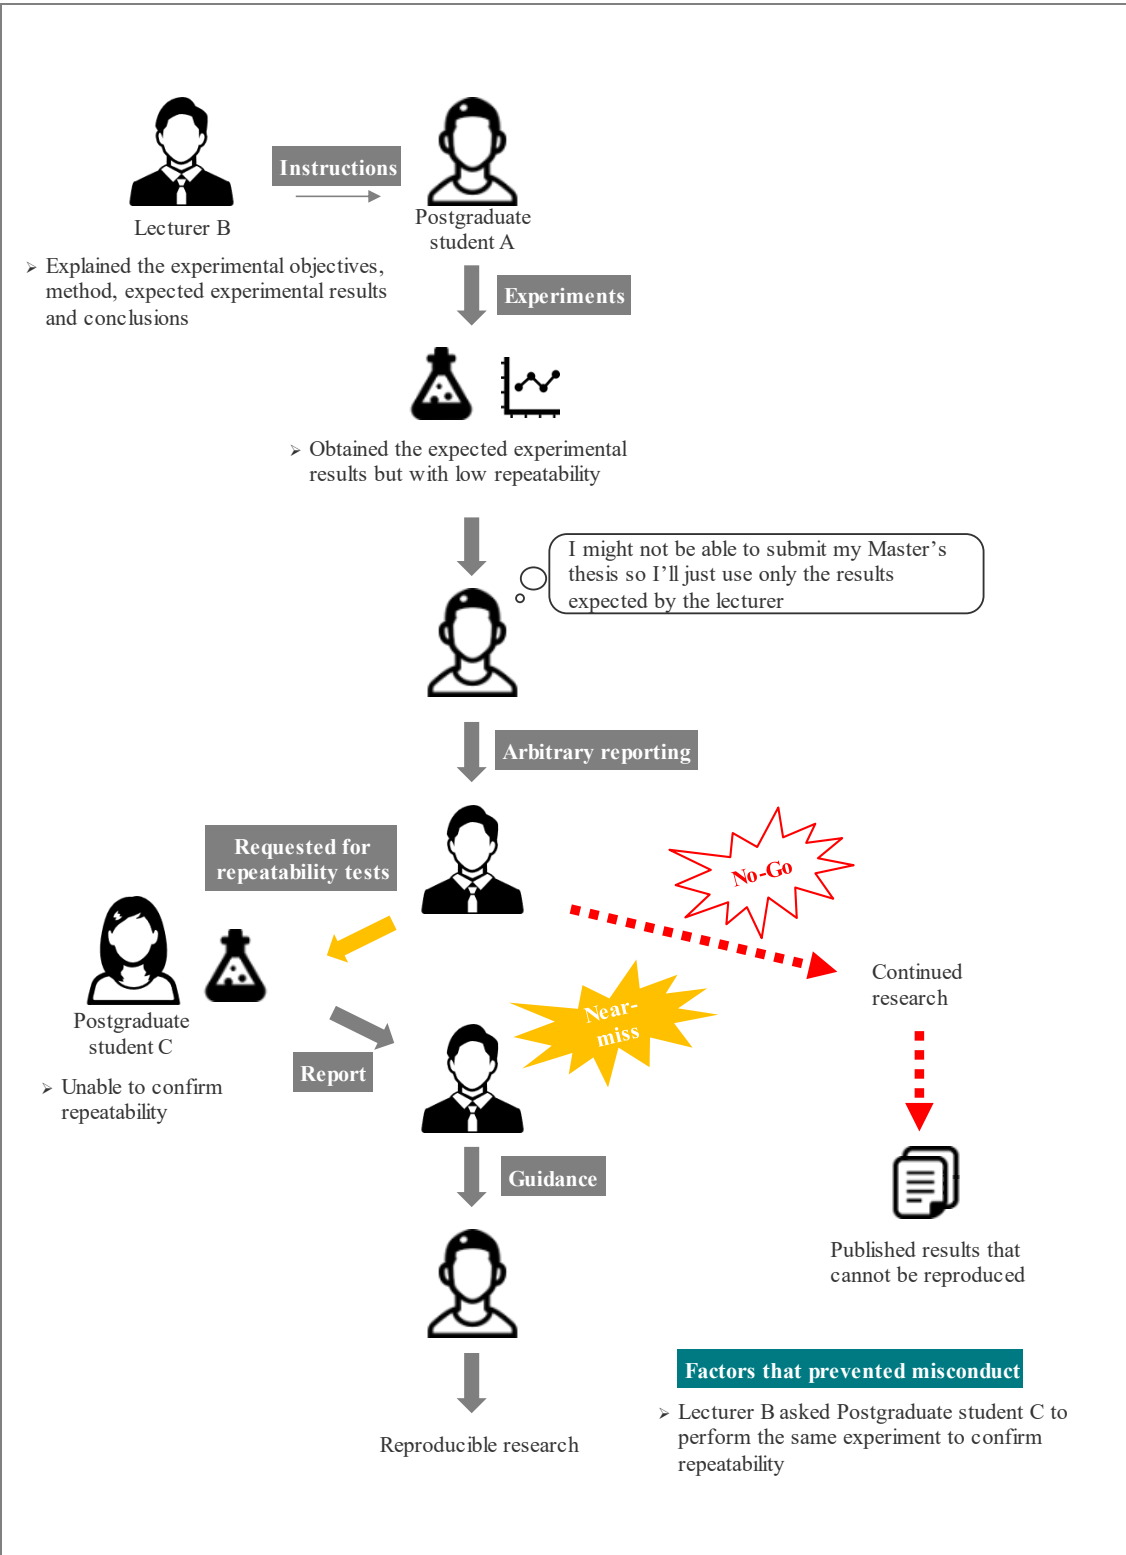 Instructions
Lecturer B
Postgraduate
student A
➢ Explained the experimental objectives,
method, expected experimental results
and conclusions
Experiments
➢ Obtained the expected experimental
results but with low repeatability
I might not be able to submit my Master’s
thesis so I’ll just use only the results
expected by the lecturer
Arbitrary reporting
Requested for
repeatability tests
No-Go
Postgraduate
student C
➢ Unable to confirm
repeatability
Continued
research
Near-
miss
Report
Guidance
Published results that
cannot be reproduced
Reproducible research
Factors that prevented misconduct
➢ Lecturer B asked Postgraduate student C to
perform the same experiment to confirm
repeatability